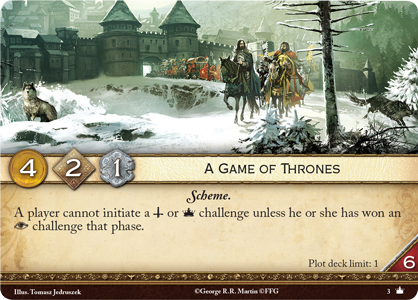 4 2 1 A Game of Thrones
Scheme.
A player cannot initiate a or challenge unless he or she has won an
challenge that phase.
Plot deck limit: 1
6
Illus. Tomasz Jedruszek ©George R.R. Martin ©FFG 3